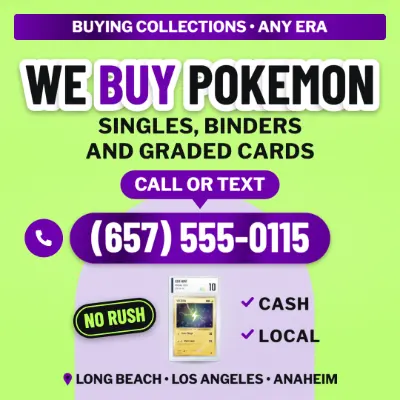 BUYING COLLECTIONS • ANY ERA
WE BUY POKEMON
SINGLES, BINDERS
AND GRADED CARDS
CALL OR TEXT
(657) 555-0115
NO RUSH
10
CASH
LOCAL
LONG BEACH • LOS ANGELES • ANAHEIM